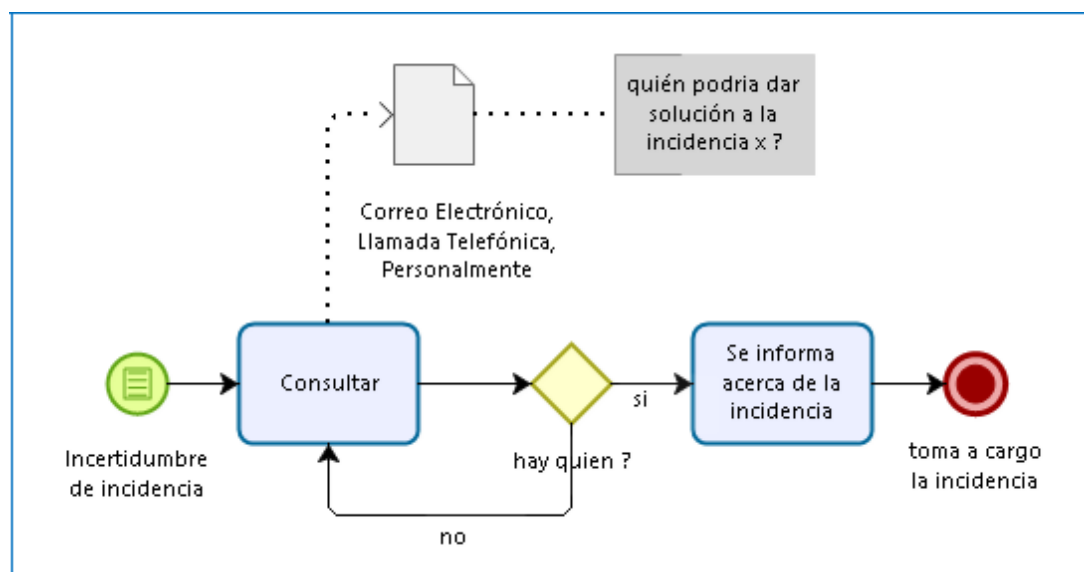 quién podria dar
solución a la
incidencia x ?
Correo Electrónico,
Llamada Telefónica,
Personalmente
Consultar
Se informa
acerca de la
incidencia
si
hay quien ?
Incertidumbre
de incidencia
toma a cargo
la incidencia
no